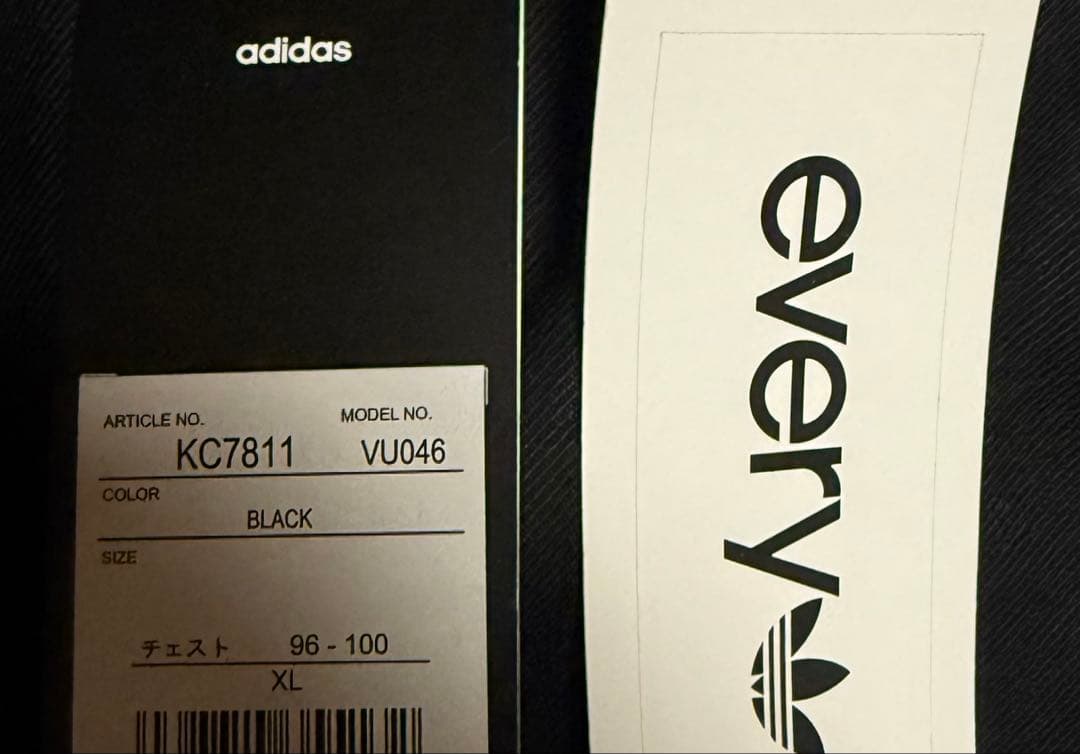 adidas
ARTICLE NO. MODEL NO.
KC7811 VU046
COLOR
BLACK
SIZE
チェスト 96 - 100
XL
every